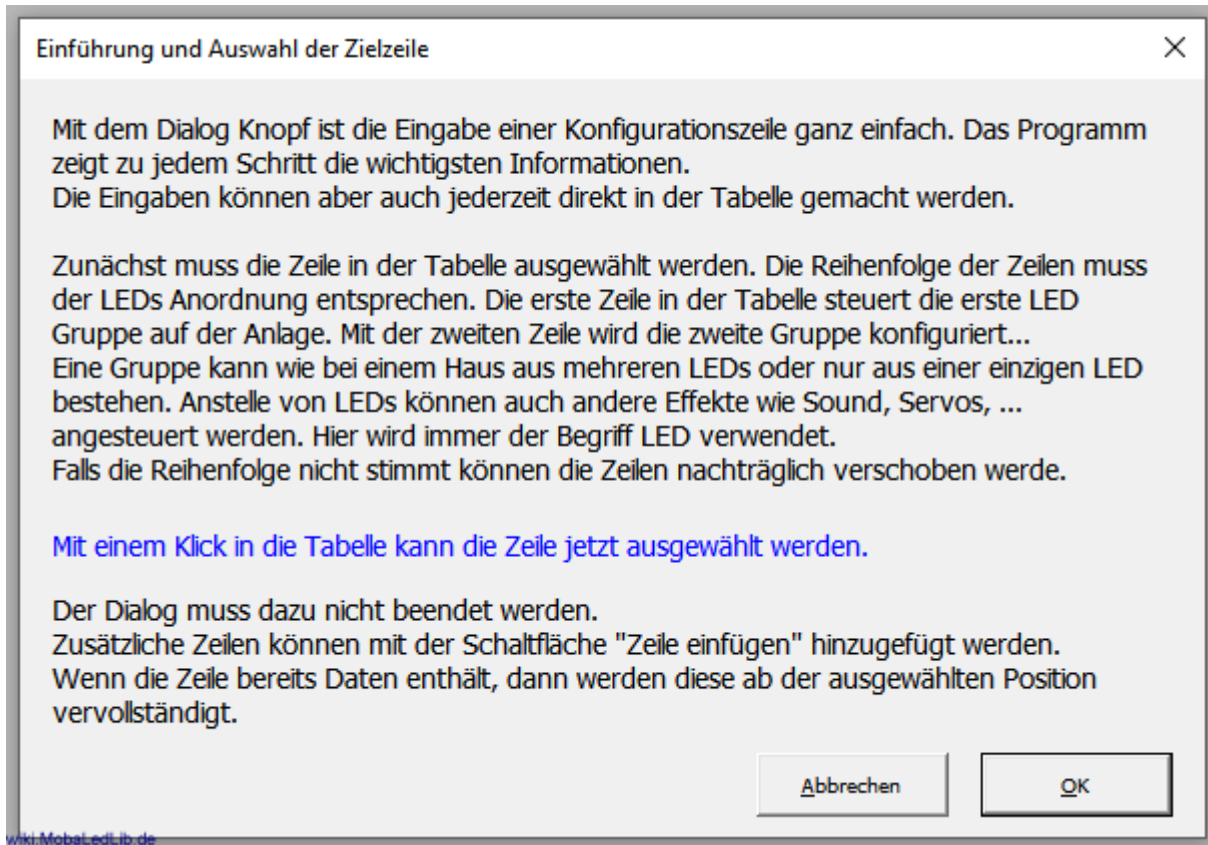 Einführung und Auswahl der Zielzeile
Mit dem Dialog Knopf ist die Eingabe einer Konfigurationszeile ganz einfach. Das Programm
zeigt zu jedem Schritt die wichtigsten Informationen.
Die Eingaben können aber auch jederzeit direkt in der Tabelle gemacht werden.
Zunächst muss die Zeile in der Tabelle ausgewählt werden. Die Reihenfolge der Zeilen muss
der LEDs Anordnung entsprechen. Die erste Zeile in der Tabelle steuert die erste LED
Gruppe auf der Anlage. Mit der zweiten Zeile wird die zweite Gruppe konfiguriert...
Eine Gruppe kann wie bei einem Haus aus mehreren LEDs oder nur aus einer einzigen LED
bestehen. Anstelle von LEDs können auch andere Effekte wie Sound, Servos, ...
angesteuert werden. Hier wird immer der Begriff LED verwendet.
Falls die Reihenfolge nicht stimmt können die Zeilen nachträglich verschoben werde.
Mit einem Klick in die Tabelle kann die Zeile jetzt ausgewählt werden.
Der Dialog muss dazu nicht beendet werden.
Zusätzliche Zeilen können mit der Schaltfläche "Zeile einfügen" hinzugefügt werden.
Wenn die Zeile bereits Daten enthält, dann werden diese ab der ausgewählten Position
vervollständigt.
Abbrechen
OK
wiki.MobaLedLib.de